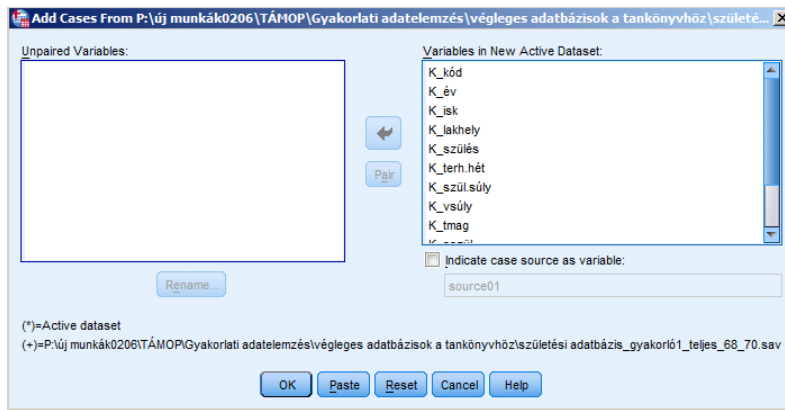 Add Cases From P:\új munkák0206\TÁMOP\Gyakorlati adatelemzés\végleges adatbázisok a tankönyvhöz\születé...
Unpaired Variables:
Variables in New Active Dataset:
K_kód
K_év
K_isk
K_lakhely
K_szülés
K_terh.hét
K_szül.súly
K_vsúly
K_tmag
Pair
Indicate case source as variable:
Rename...
source01
(*)=Active dataset
(+)=P:\új munkák0206\TÁMOP\Gyakorlati adatelemzés\végleges adatbázisok a tankönyvhöz\születési adatbázis_gyakorló1_teljes_68_70.sav
OK Paste Reset Cancel Help